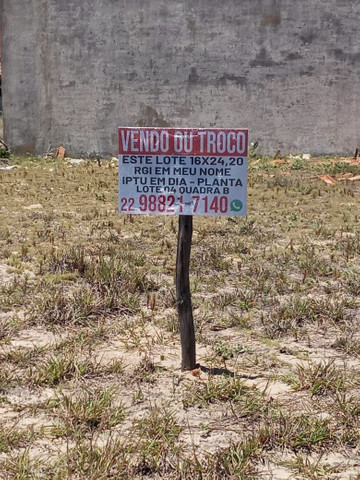 VENDO OU TROCO
ESTE LOTE 16X24,20
RGI EM MEU NOME
IPTU EM DIA - PLANTA
LOTE 04 QUADRA B
22 98821-7140